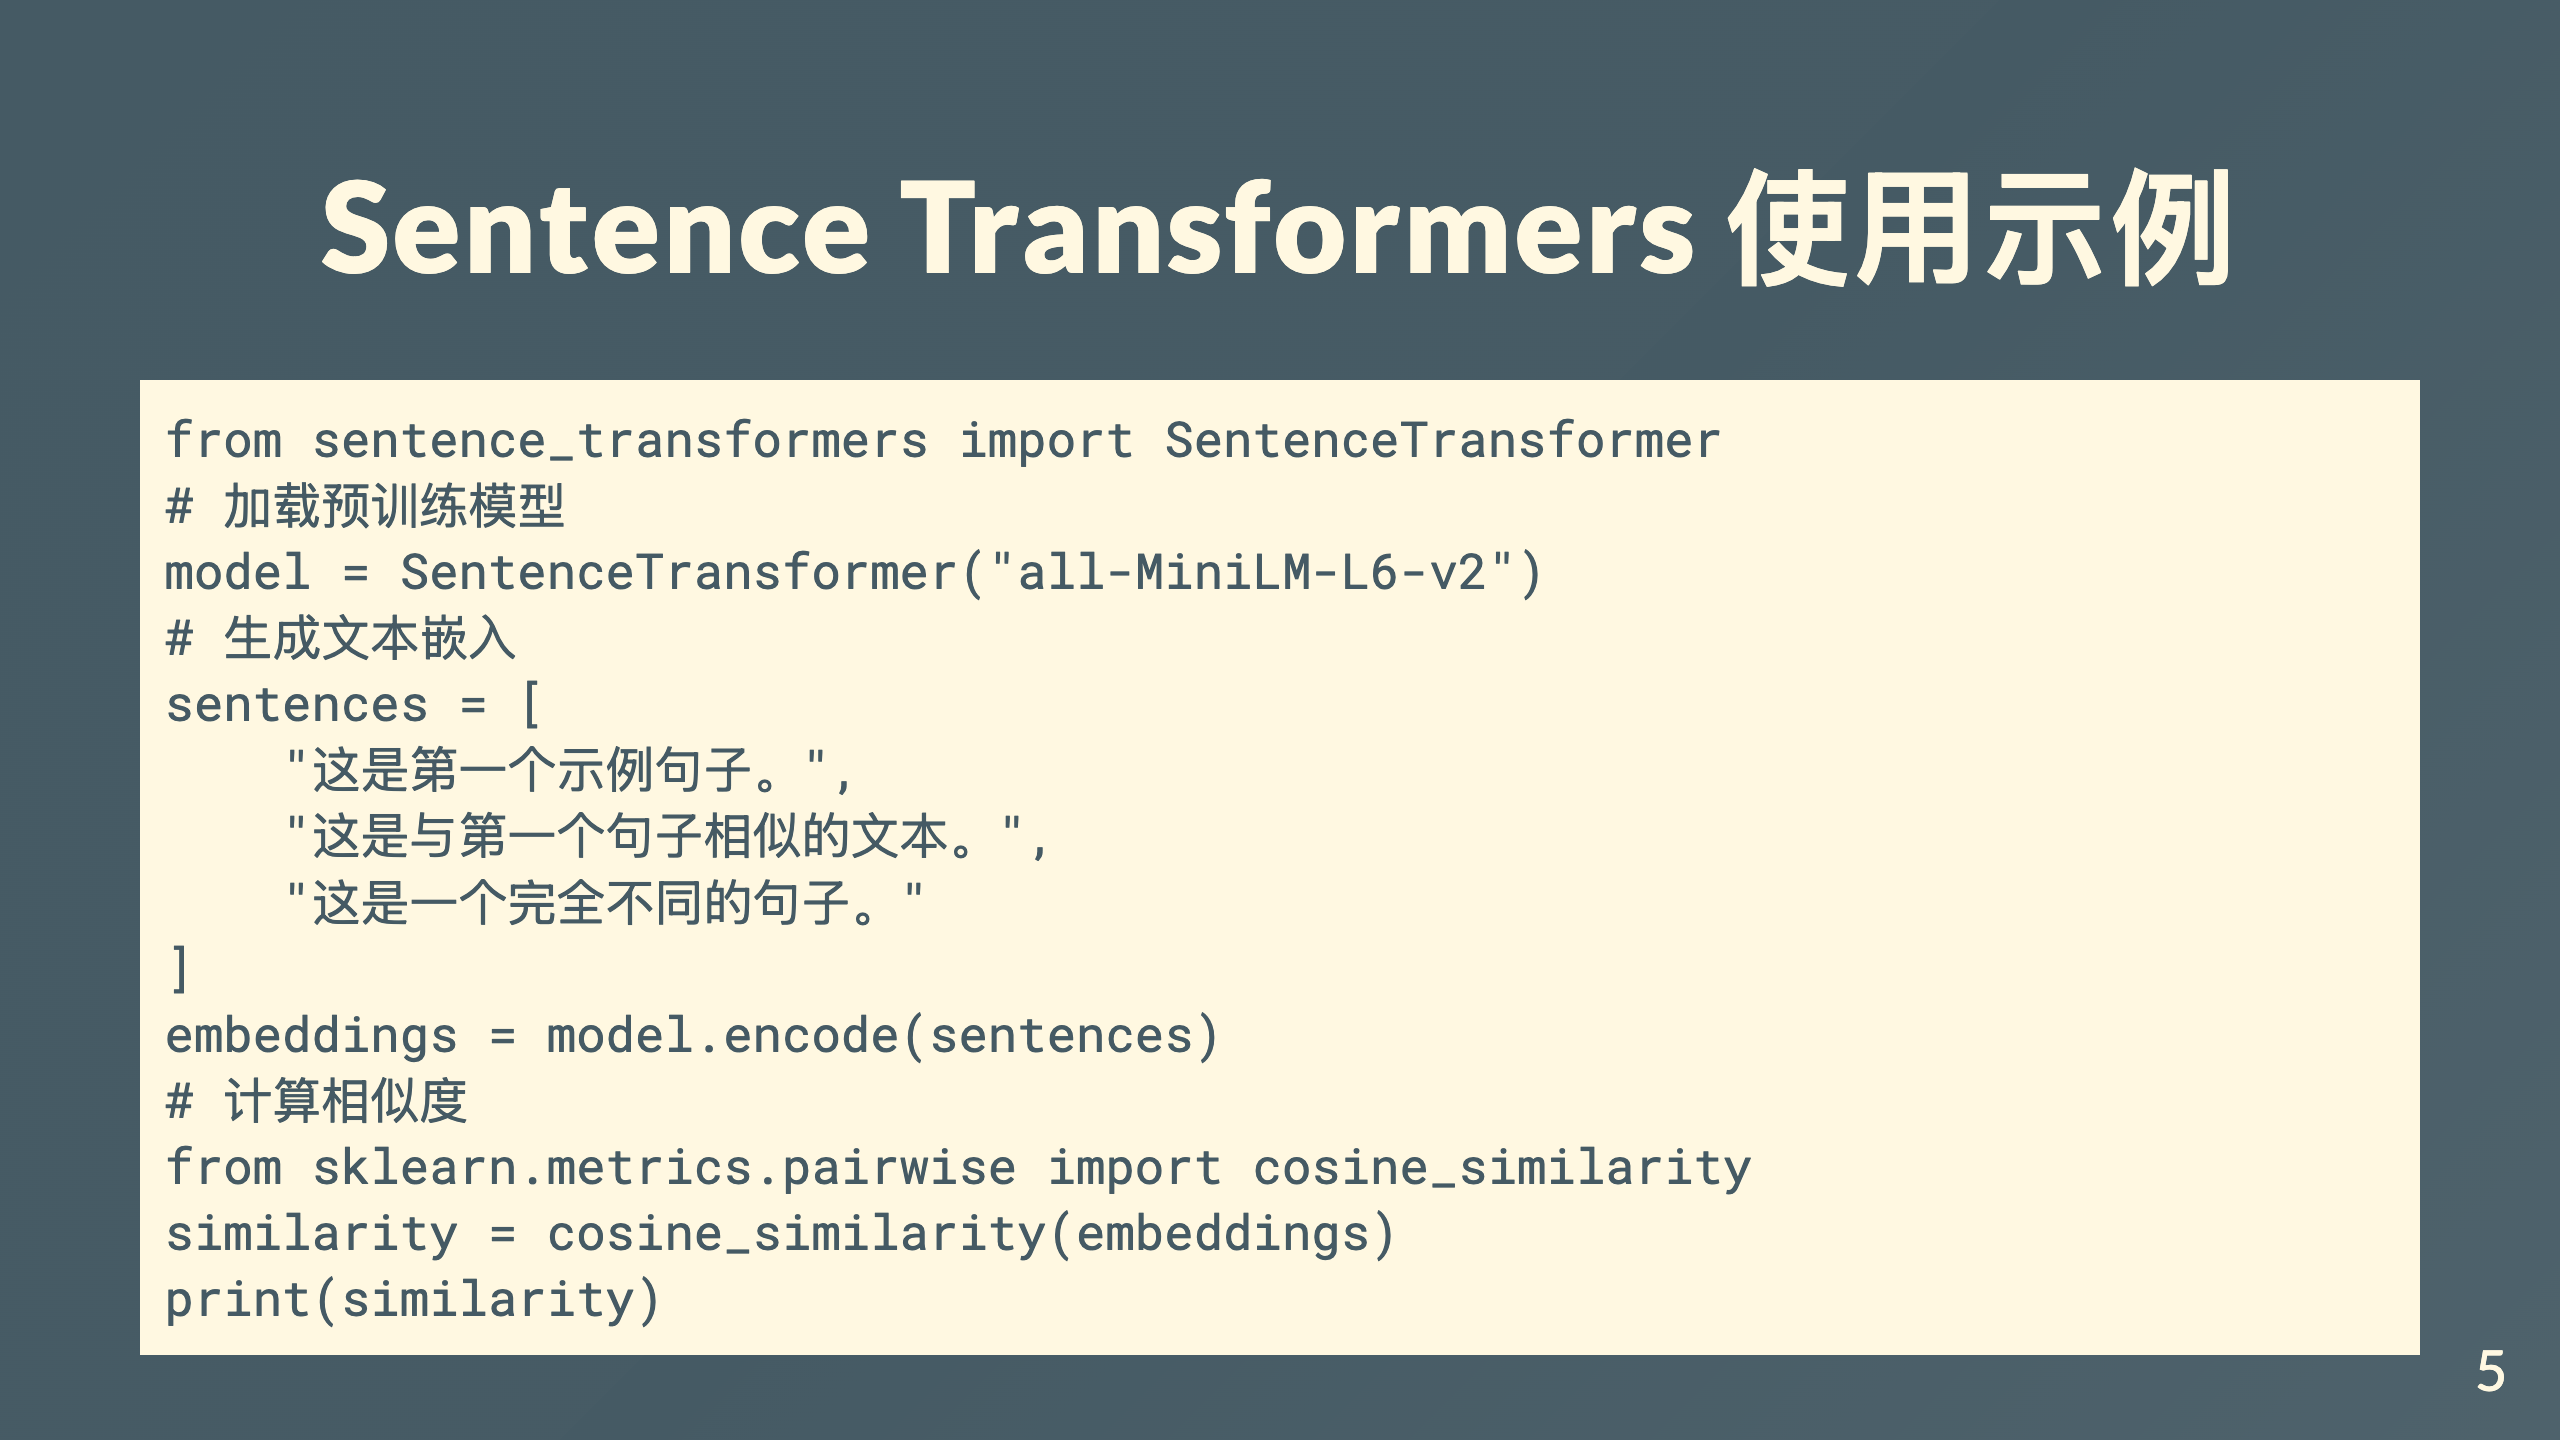 Sentence Transformers 使用示例
from sentence_transformers import SentenceTransformer
# 加载预训练模型
model = SentenceTransformer("all-MiniLM-L6-v2")
# 生成文本嵌入
sentences = [
    "这是第一个示例句子。",
    "这是与第一个句子相似的文本。",
    "这是一个完全不同的句子。"
]
embeddings = model.encode(sentences)
# 计算相似度
from sklearn.metrics.pairwise import cosine_similarity
similarity = cosine_similarity(embeddings)
print(similarity)
5